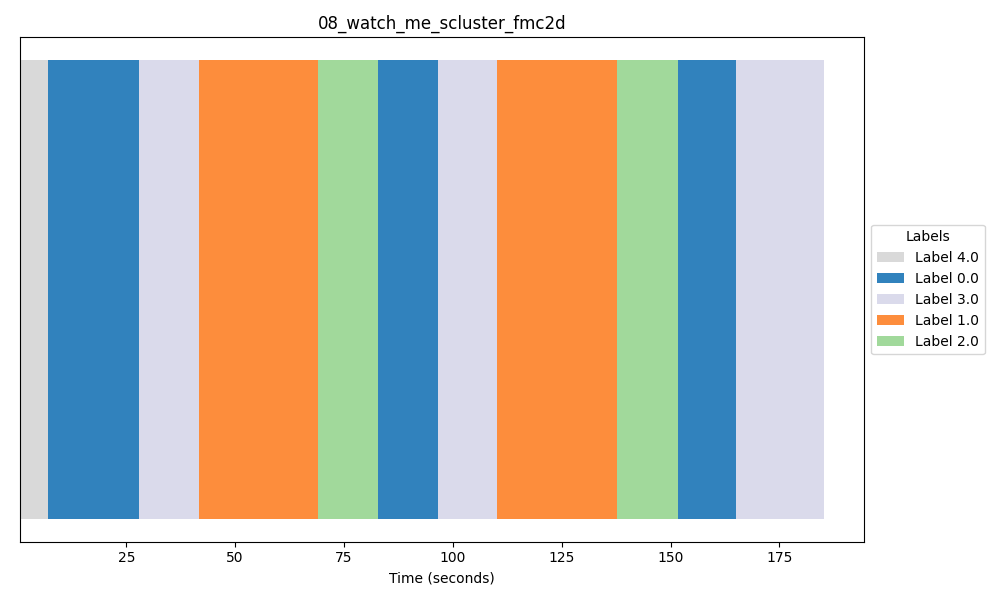 08_watch_me_scluster_fmc2d
Labels
Label 4.0
Label 0.0
Label 3.0
Label 1.0
Label 2.0
25 50 75 100 125 150 175
Time (seconds)